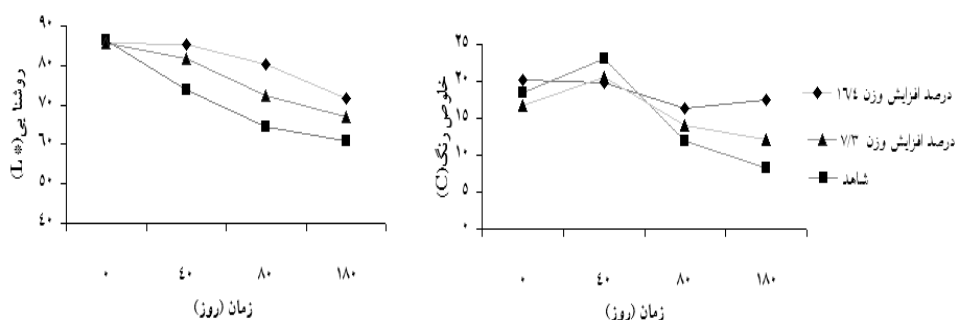 روشنایی(L*)
۹۰
۸۰
۷۰
۶۰
۵۰
۴۰
۰ ۴۰ ۸۰ ۱۸۰
زمان (روز)
خلوص رنگ(C)
۲۵
۲۰
۱۵
۱۰
۵
۰
۰ ۴۰ ۸۰ ۱۸۰
زمان (روز)
۱۶/۴ درصد افزایش وزن
۷/۳ درصد افزایش وزن
شاهد